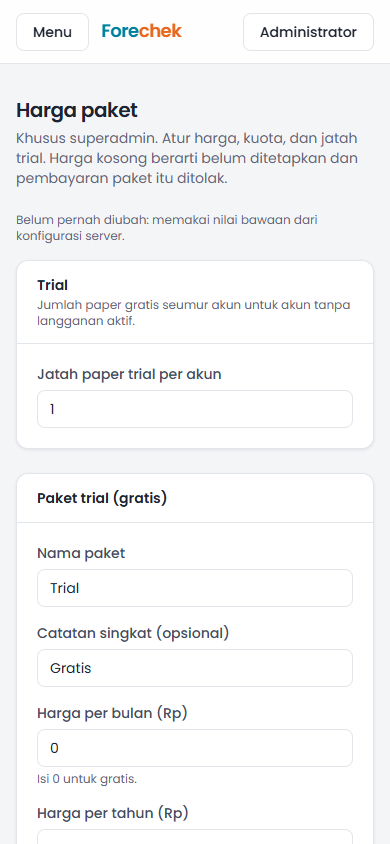 Menu
Forechek
Administrator
Harga paket
Khusus superadmin. Atur harga, kuota, dan jatah
trial. Harga kosong berarti belum ditetapkan dan
pembayaran paket itu ditolak.
Belum pernah diubah: memakai nilai bawaan dari
konfigurasi server.
Trial
Jumlah paper gratis seumur akun untuk akun tanpa
langganan aktif.
Jatah paper trial per akun
1
Paket trial (gratis)
Nama paket
Trial
Catatan singkat (opsional)
Gratis
Harga per bulan (Rp)
0
Isi 0 untuk gratis.
Harga per tahun (Rp)